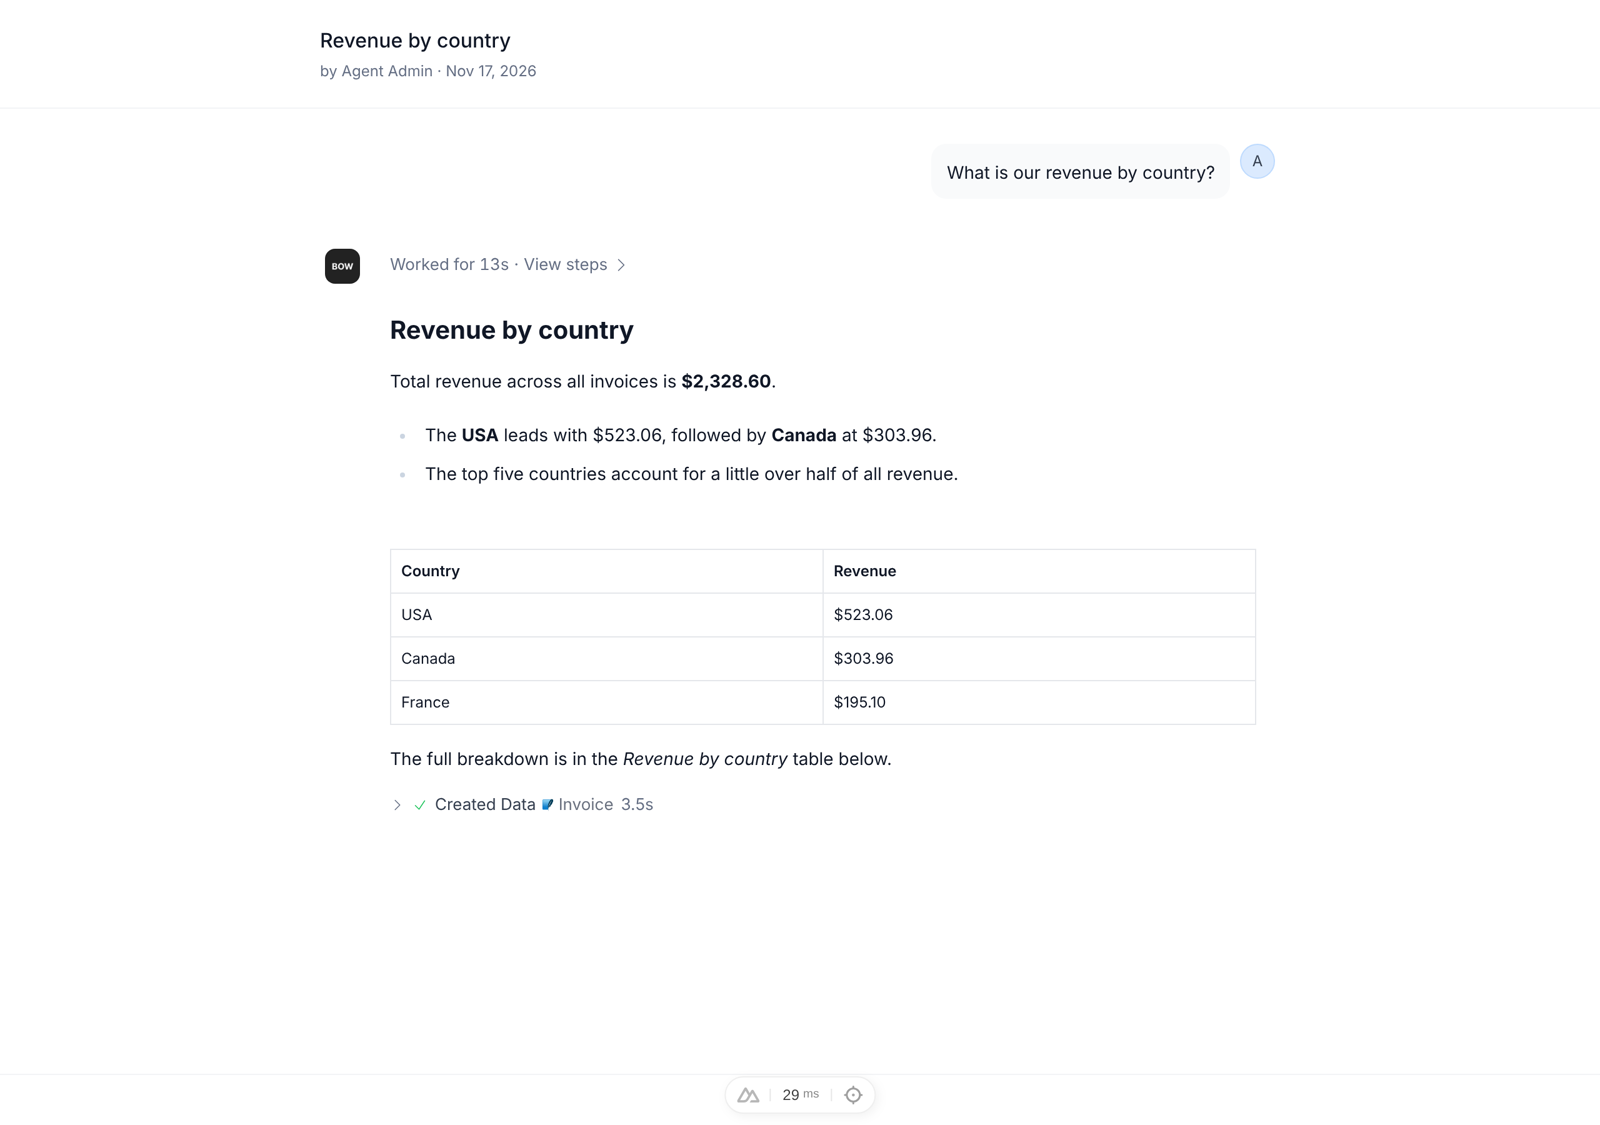 Revenue by country
by Agent Admin · Nov 17, 2026
What is our revenue by country?
A
BOW
Worked for 13s · View steps
Revenue by country
Total revenue across all invoices is $2,328.60.
The USA leads with $523.06, followed by Canada at $303.96.
The top five countries account for a little over half of all revenue.
Country Revenue
USA $523.06
Canada $303.96
France $195.10
The full breakdown is in the Revenue by country table below.
Created Data Invoice 3.5s
29 ms